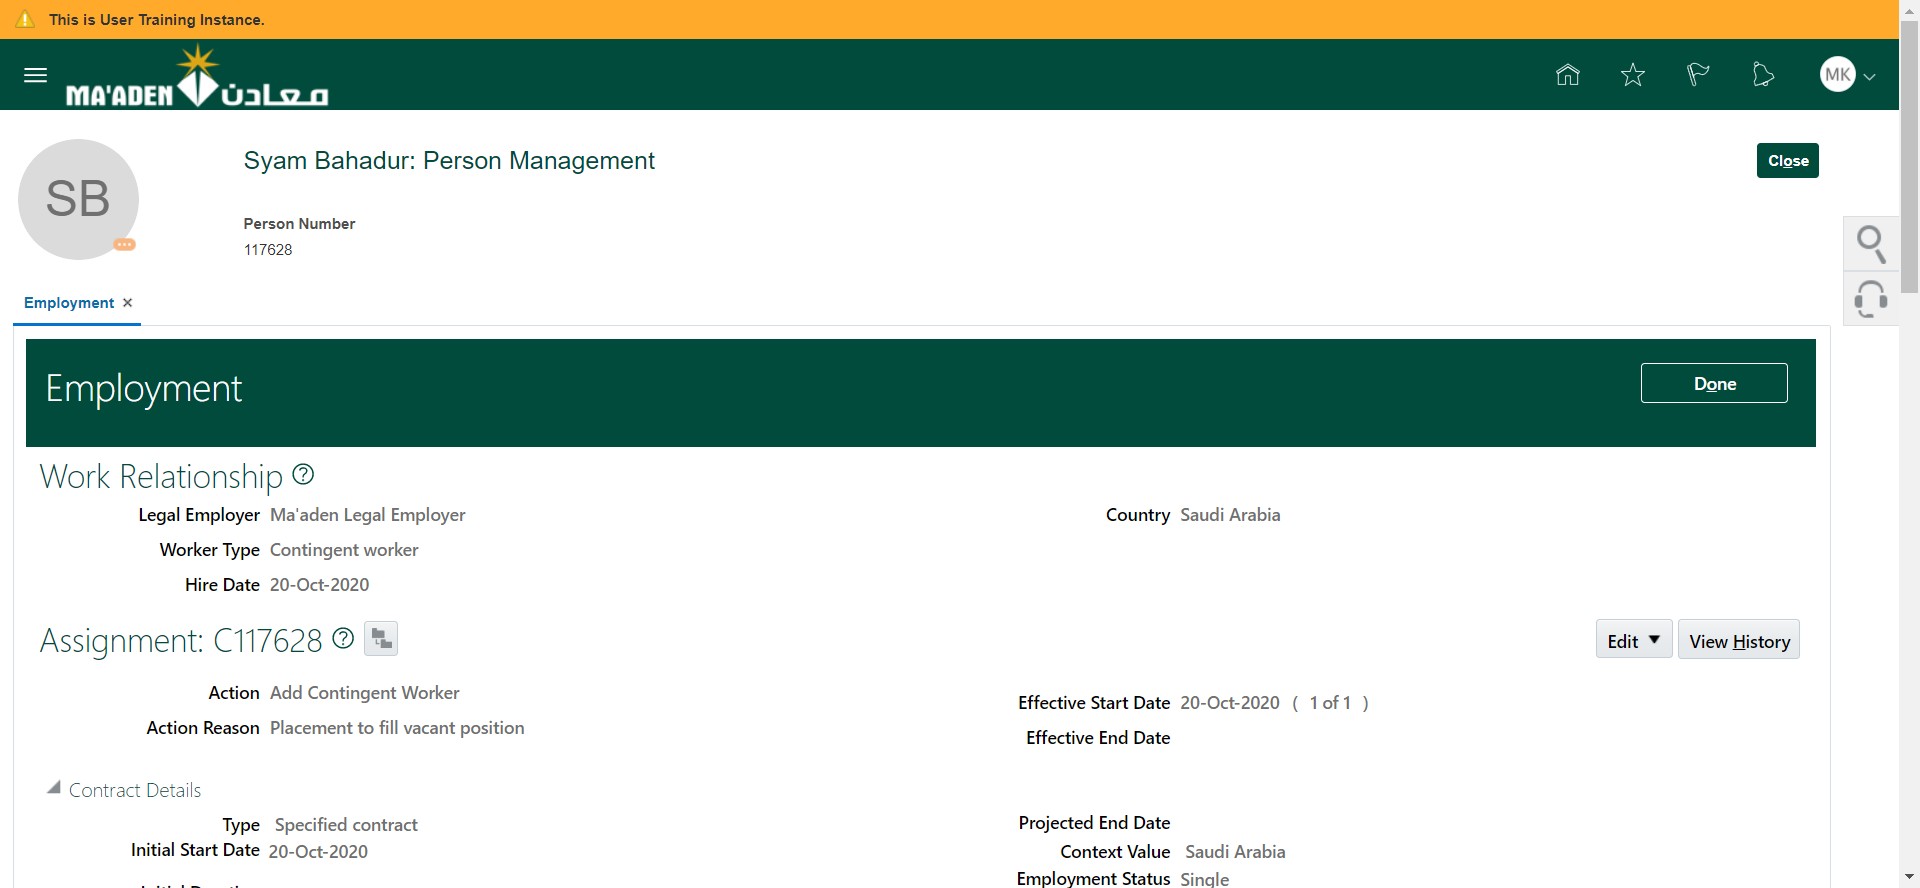 This is User Training Instance.
MA'ADEN معادن
MK
SB
Syam Bahadur: Person Management
Close
Person Number
117628
Employment
Employment
Done
Work Relationship
Legal Employer Ma'aden Legal Employer
Country Saudi Arabia
Worker Type Contingent worker
Hire Date 20-Oct-2020
Assignment: C117628
Edit
View History
Action Add Contingent Worker
Effective Start Date 20-Oct-2020 ( 1 of 1 )
Action Reason Placement to fill vacant position
Effective End Date
Contract Details
Type Specified contract
Projected End Date
Initial Start Date 20-Oct-2020
Context Value Saudi Arabia
Employment Status Single